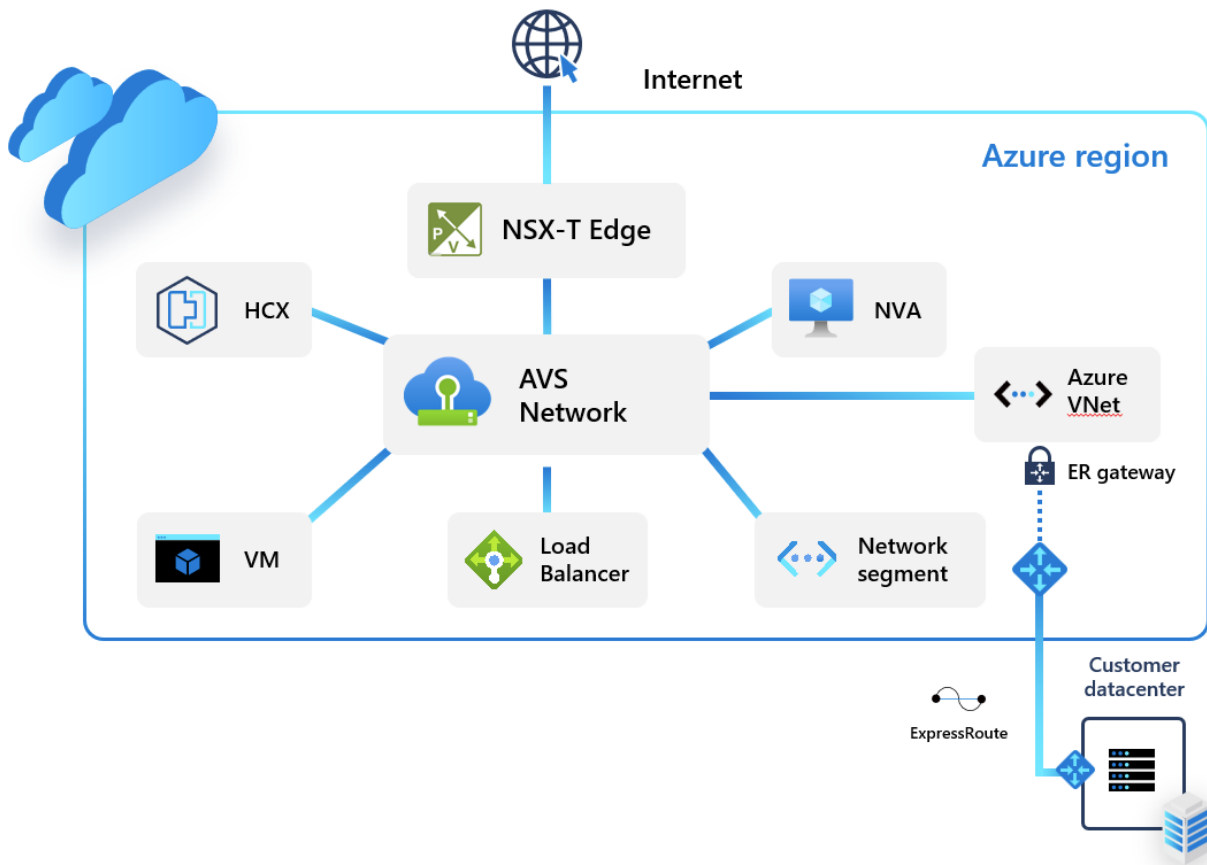 Internet
Azure region
NSX-T Edge
P
V
HCX
NVA
AVS
Network
Azure
VNet
ER gateway
VM
Load
Balancer
Network
segment
Customer
datacenter
ExpressRoute